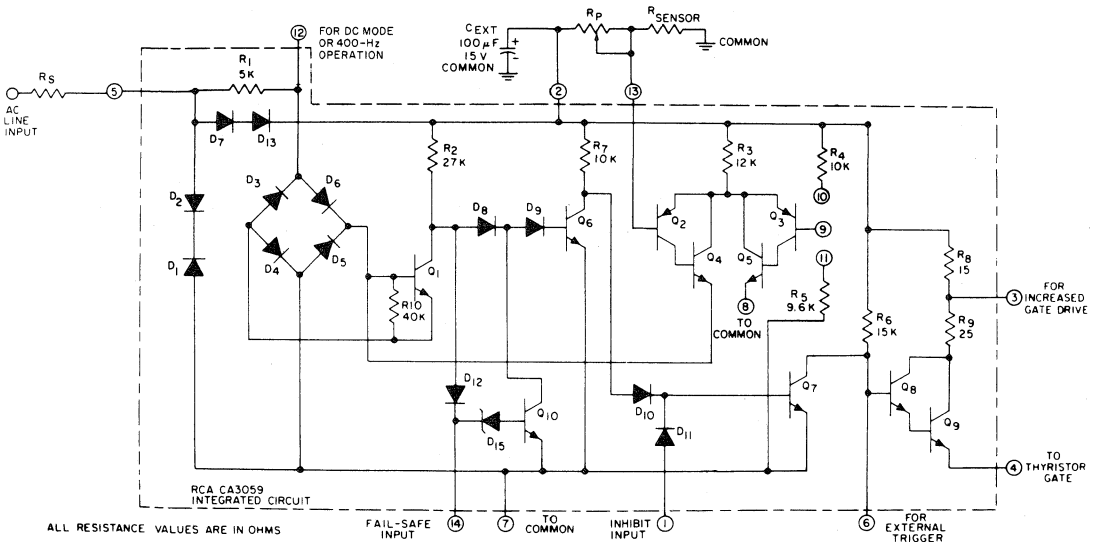 12
FOR DC MODE
OR 400-Hz
OPERATION
CEXT
100 µF
15 V
COMMON
+
-
RP
RSENSOR
COMMON
RS
5
AC
LINE
INPUT
R1
5K
2
13
D7
D13
R2
27K
R7
10K
R3
12K
R4
10K
10
D2
D3
D6
D8
D9
Q6
Q2
Q3
9
D1
D4
D5
Q1
R10
40K
Q4
Q5
8
TO
COMMON
11
R5
9.6K
R8
15
3
FOR
INCREASED
GATE DRIVE
R6
15K
R9
25
D12
D15
Q10
D10
D11
Q7
Q8
Q9
4
TO
THYRISTOR
GATE
RCA CA3059
INTEGRATED CIRCUIT
ALL RESISTANCE VALUES ARE IN OHMS
FAIL-SAFE
INPUT
14
7
TO
COMMON
INHIBIT
INPUT
1
6
FOR
EXTERNAL
TRIGGER